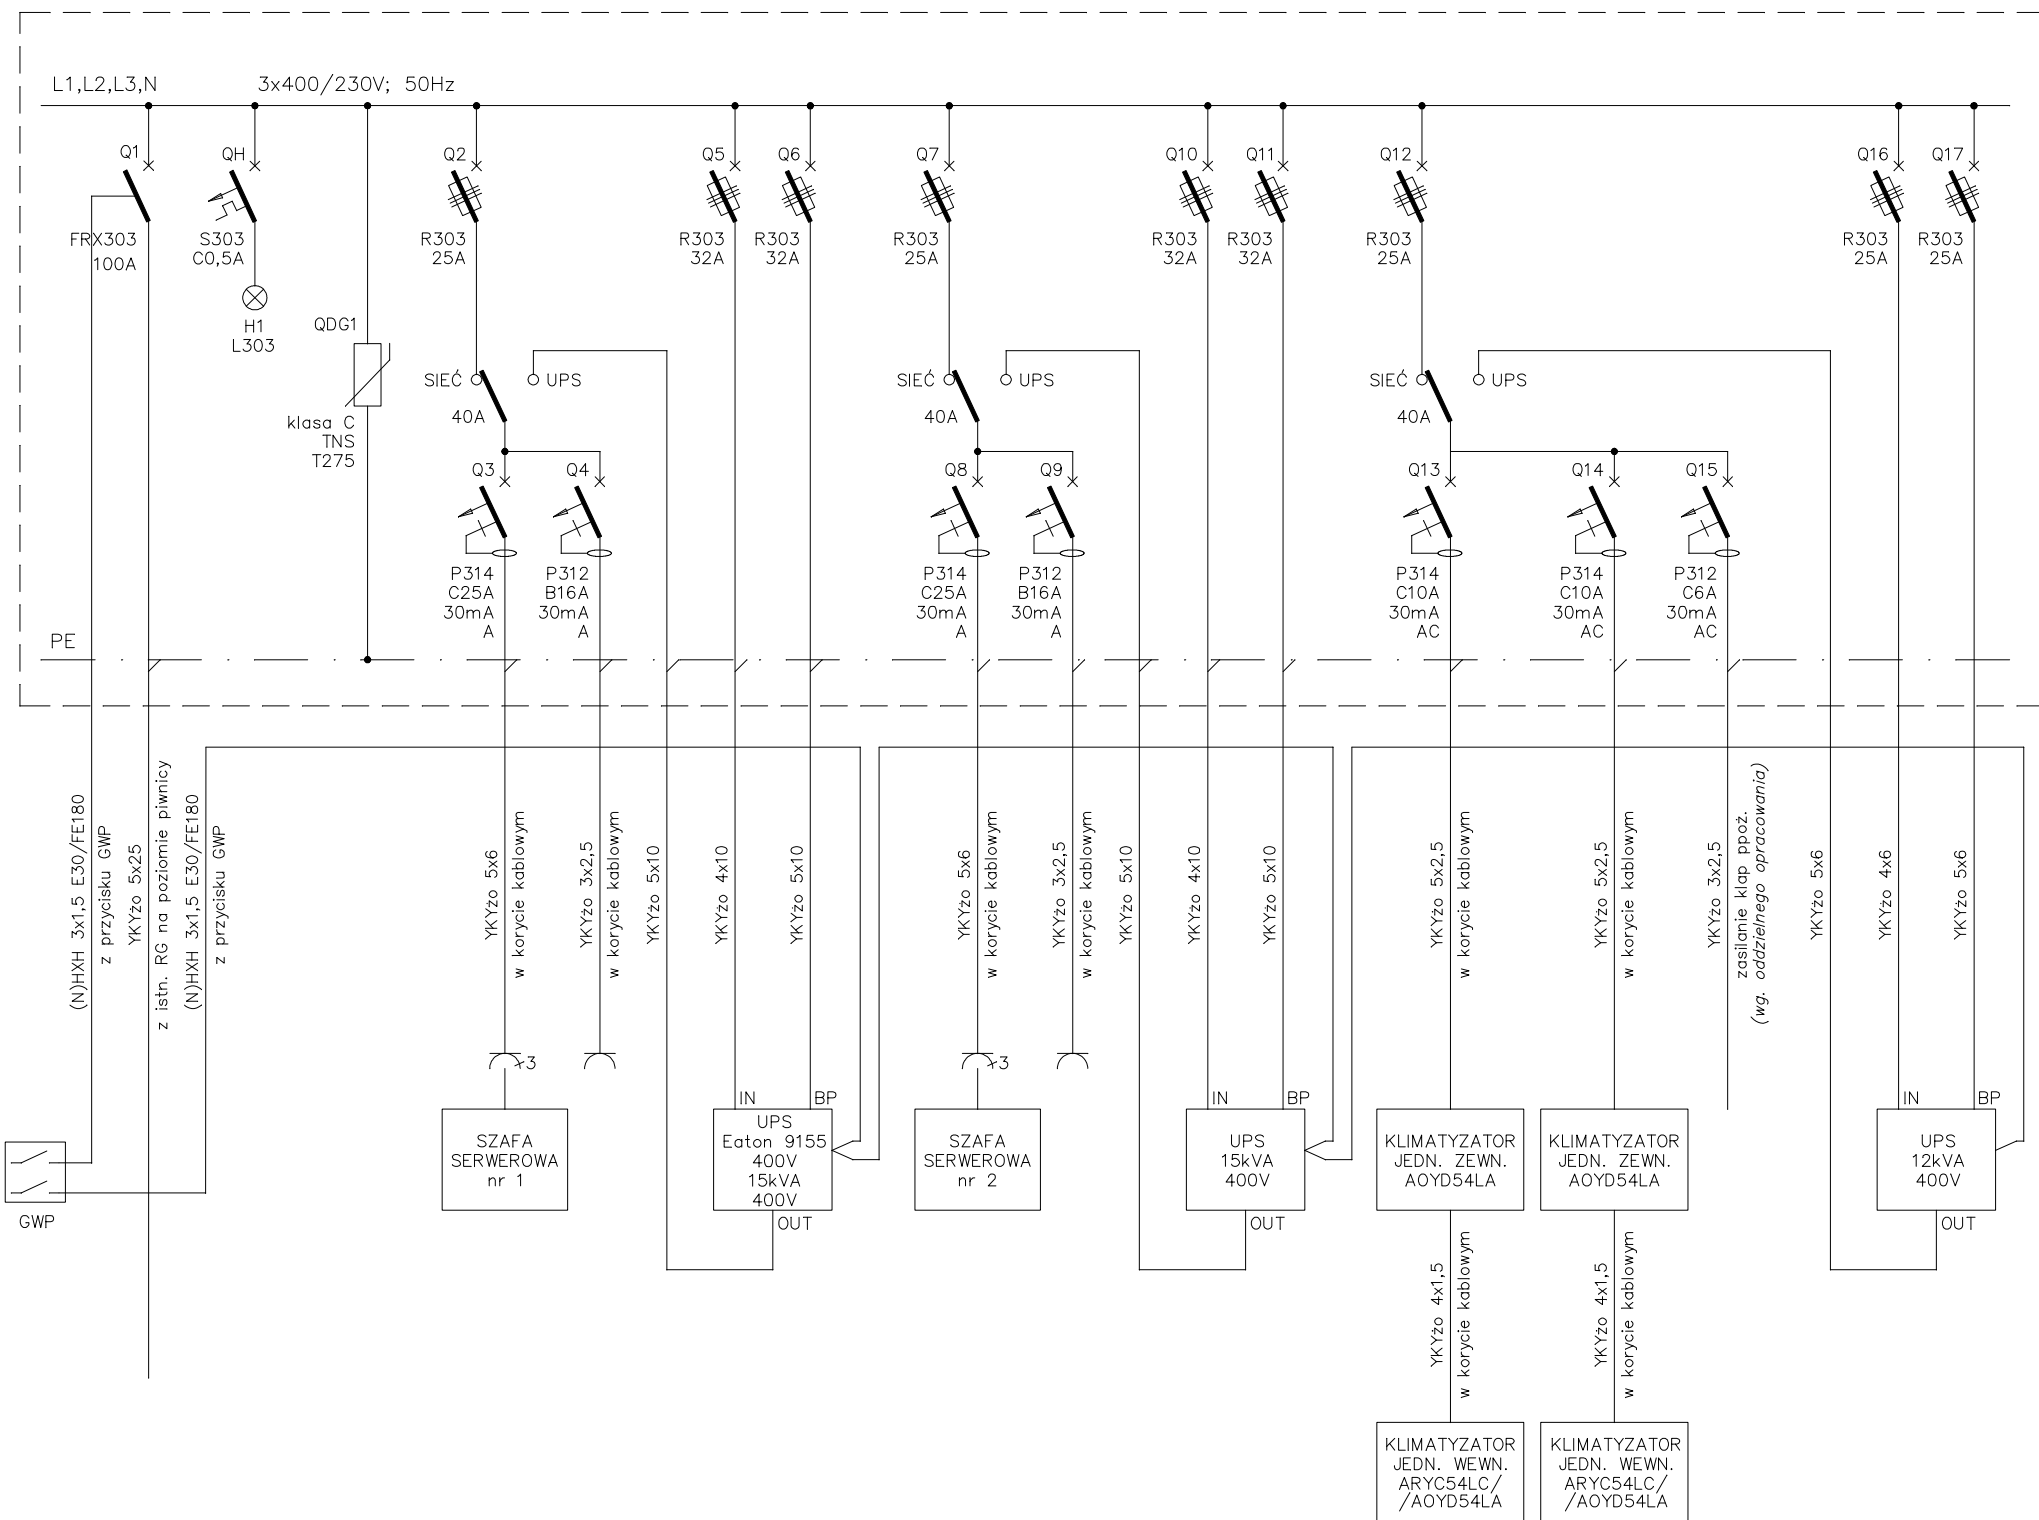 L1,L2,L3,N
3x400/230V; 50Hz
Q1
QH
Q2
Q5
Q6
Q7
Q10
Q11
Q12
Q16
Q17
FRX303
100A
S303
C0,5A
R303
25A
R303
32A
R303
32A
R303
25A
R303
32A
R303
32A
R303
25A
R303
25A
R303
25A
H1
L303
QDG1
klasa C
TNS
T275
SIEĆ
UPS
40A
SIEĆ
UPS
40A
SIEĆ
UPS
40A
Q3
Q4
Q8
Q9
Q13
Q14
Q15
P314
C25A
30mA
A
P312
B16A
30mA
A
P314
C25A
30mA
A
P312
B16A
30mA
A
P314
C10A
30mA
AC
P314
C10A
30mA
AC
P312
C6A
30mA
AC
PE
(N)HXH 3x1,5 E30/FE180
z przycisku GWP
YKYżo 5x25
z istn. RG na poziomie piwnicy
(N)HXH 3x1,5 E30/FE180
z przycisku GWP
YKYżo 5x6
w korycie kablowym
YKYżo 3x2,5
w korycie kablowym
YKYżo 5x10
YKYżo 4x10
YKYżo 5x10
YKYżo 5x6
w korycie kablowym
YKYżo 3x2,5
w korycie kablowym
YKYżo 5x10
YKYżo 4x10
YKYżo 5x10
YKYżo 5x2,5
w korycie kablowym
YKYżo 5x2,5
w korycie kablowym
YKYżo 3x2,5
zasilanie klap ppoż.
(wg. oddzielnego opracowania)
YKYżo 5x6
YKYżo 4x6
YKYżo 5x6
3
3
GWP
SZAFA
SERWEROWA
nr 1
IN
BP
UPS
Eaton 9155
400V
15kVA
400V
OUT
SZAFA
SERWEROWA
nr 2
IN
BP
UPS
15kVA
400V
OUT
KLIMATYZATOR
JEDN. ZEWN.
AOYD54LA
KLIMATYZATOR
JEDN. ZEWN.
AOYD54LA
IN
BP
UPS
12kVA
400V
OUT
YKYżo 4x1,5
w korycie kablowym
YKYżo 4x1,5
w korycie kablowym
KLIMATYZATOR
JEDN. WEWN.
ARYC54LC/
/AOYD54LA
KLIMATYZATOR
JEDN. WEWN.
ARYC54LC/
/AOYD54LA